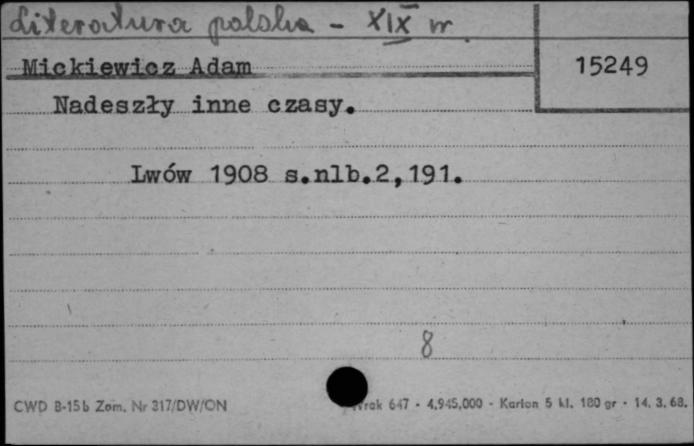 Literatura polska - XIX w.
Mickiewicz Adam
15249
Nadeszły inne czasy.
Lwów 1908 s.nlb.2,191.
8
CWD B-15b Zam. Nr 317/DW/ON
647 - 4,945,000 - Karton 5 kl. 180 gr - 14. 3. 68.